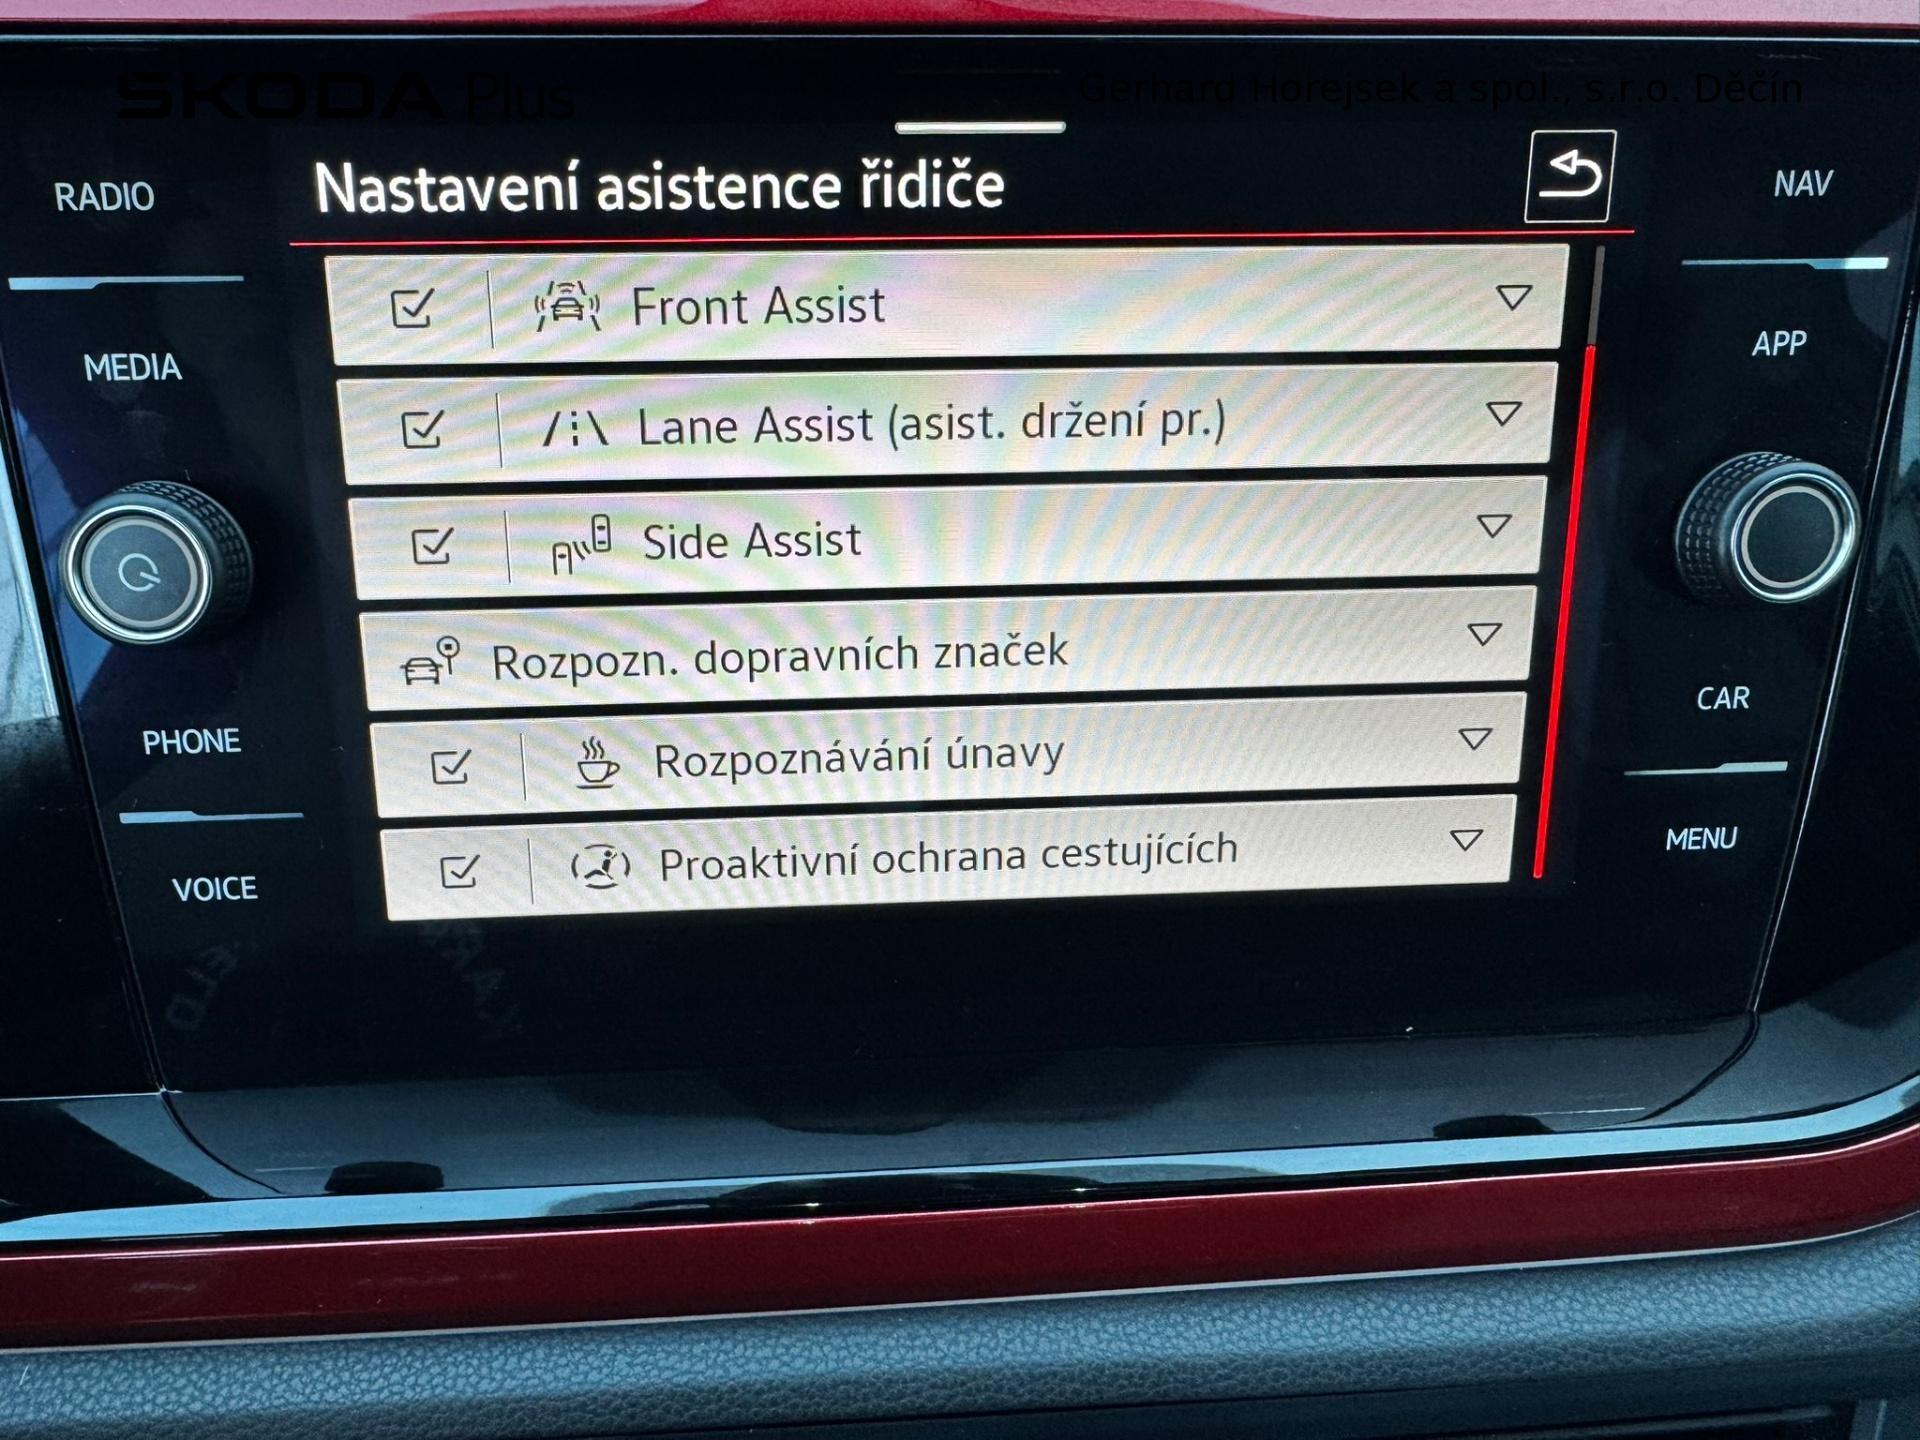 ŠKODA Plus
Gerhard Horejsek a spol., s.r.o. Děčín
RADIO
Nastavení asistence řidiče
NAV
Front Assist
MEDIA
APP
Lane Assist (asist. držení pr.)
Side Assist
Rozpozn. dopravních značek
PHONE
CAR
Rozpoznávání únavy
VOICE
Proaktivní ochrana cestujících
MENU